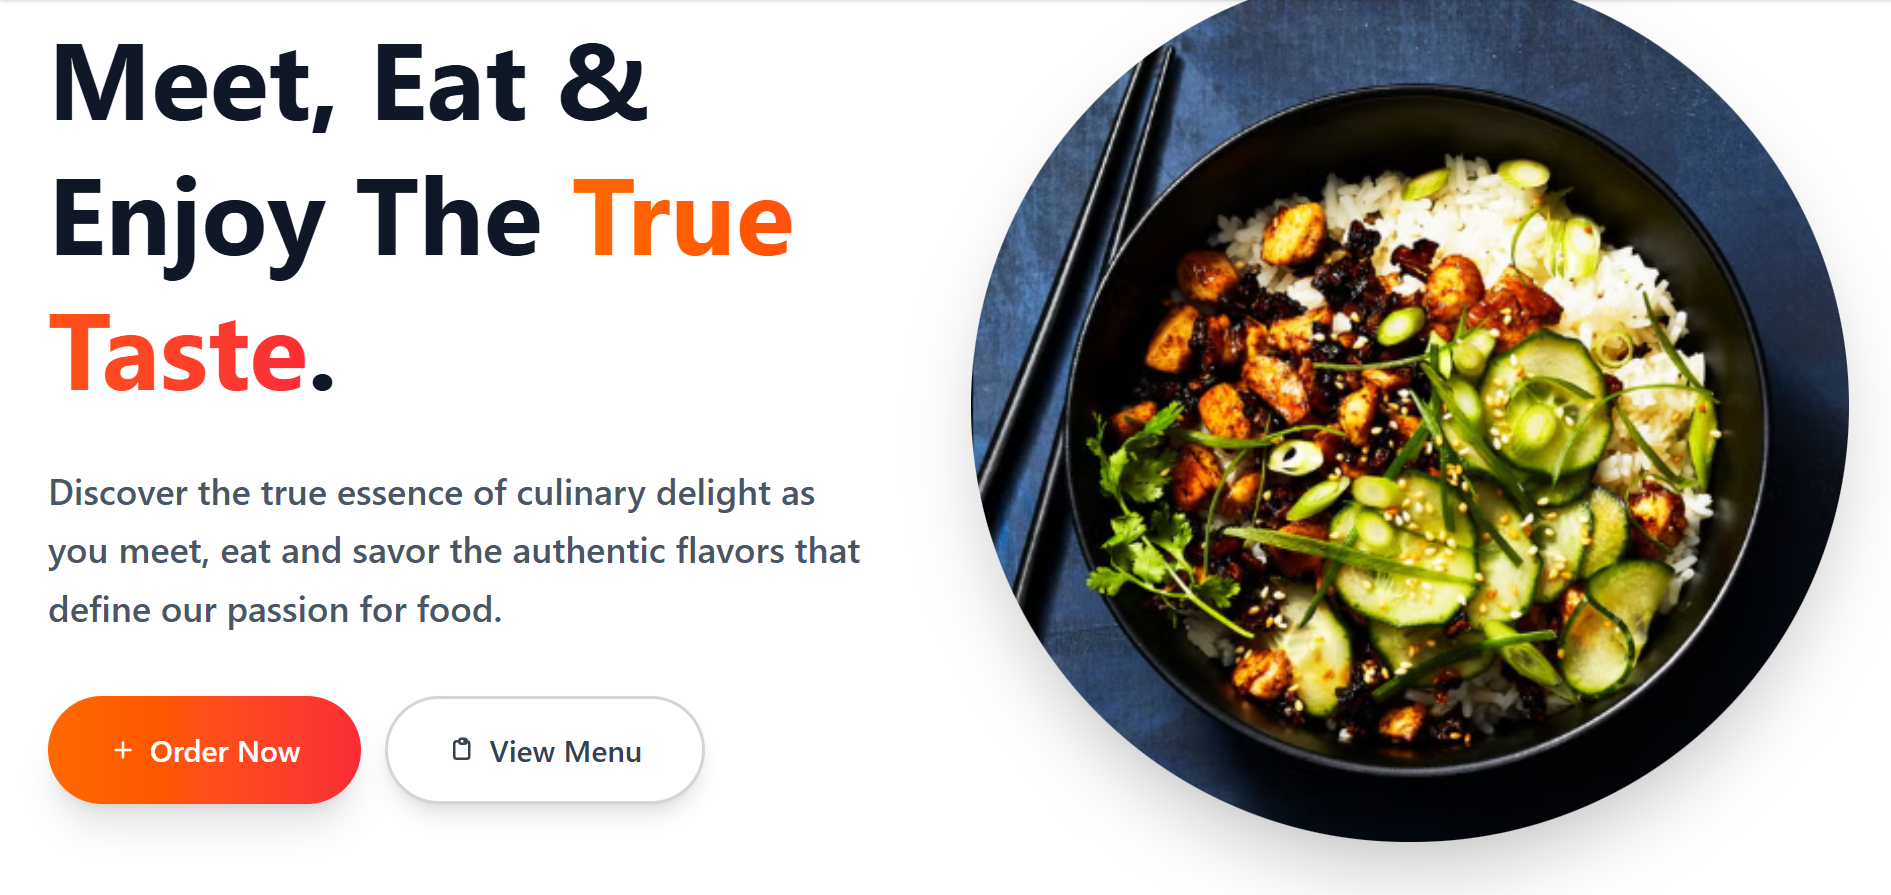 Meet, Eat &
Enjoy The True
Taste.
Discover the true essence of culinary delight as
you meet, eat and savor the authentic flavors that
define our passion for food.
Order Now
View Menu